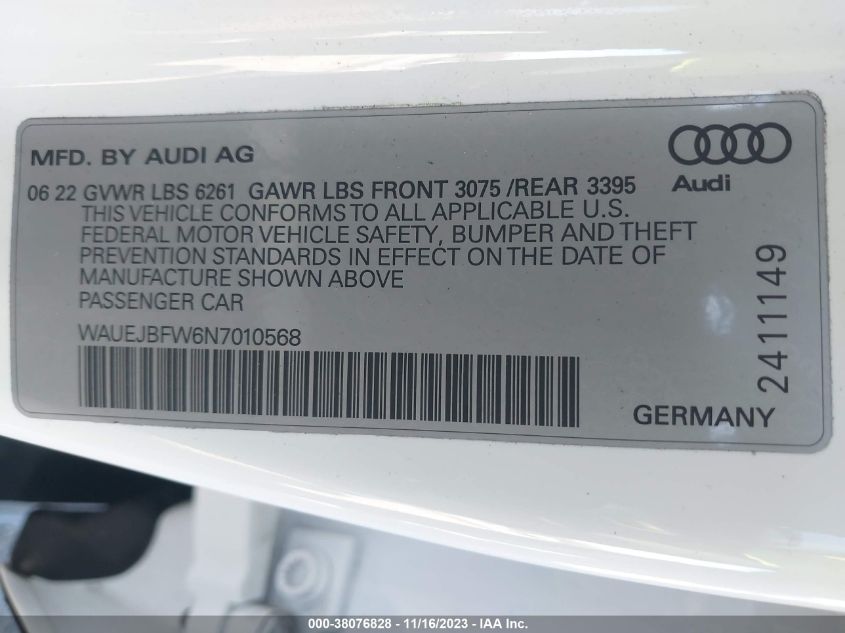 MFD. BY AUDI AG
Audi
06 22 GVWR LBS 6261 GAWR LBS FRONT 3075 /REAR 3395
THIS VEHICLE CONFORMS TO ALL APPLICABLE U.S.
FEDERAL MOTOR VEHICLE SAFETY, BUMPER AND THEFT
PREVENTION STANDARDS IN EFFECT ON THE DATE OF
MANUFACTURE SHOWN ABOVE
PASSENGER CAR
WAUEJBFW6N7010568
2411149
GERMANY
000-38076828 - 11/16/2023 - IAA Inc.